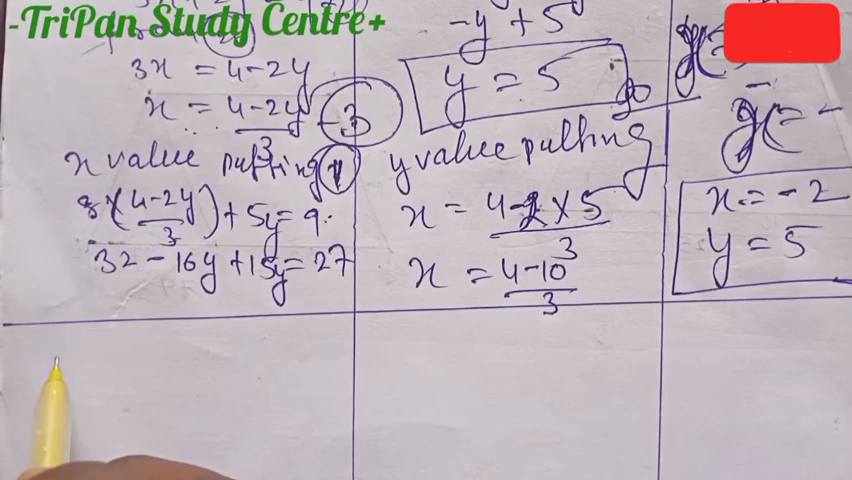 -TriPan Study Centre+
3x = 4-2y
x = 4-2y/3 -3
x value putting 1
8×(4-2y/3)+5y=9.
32-16y+15y=27
-y+5
y = 5
y value putting
x = 4-2×5/3
x = 4-10/3
x = -2
y = 5